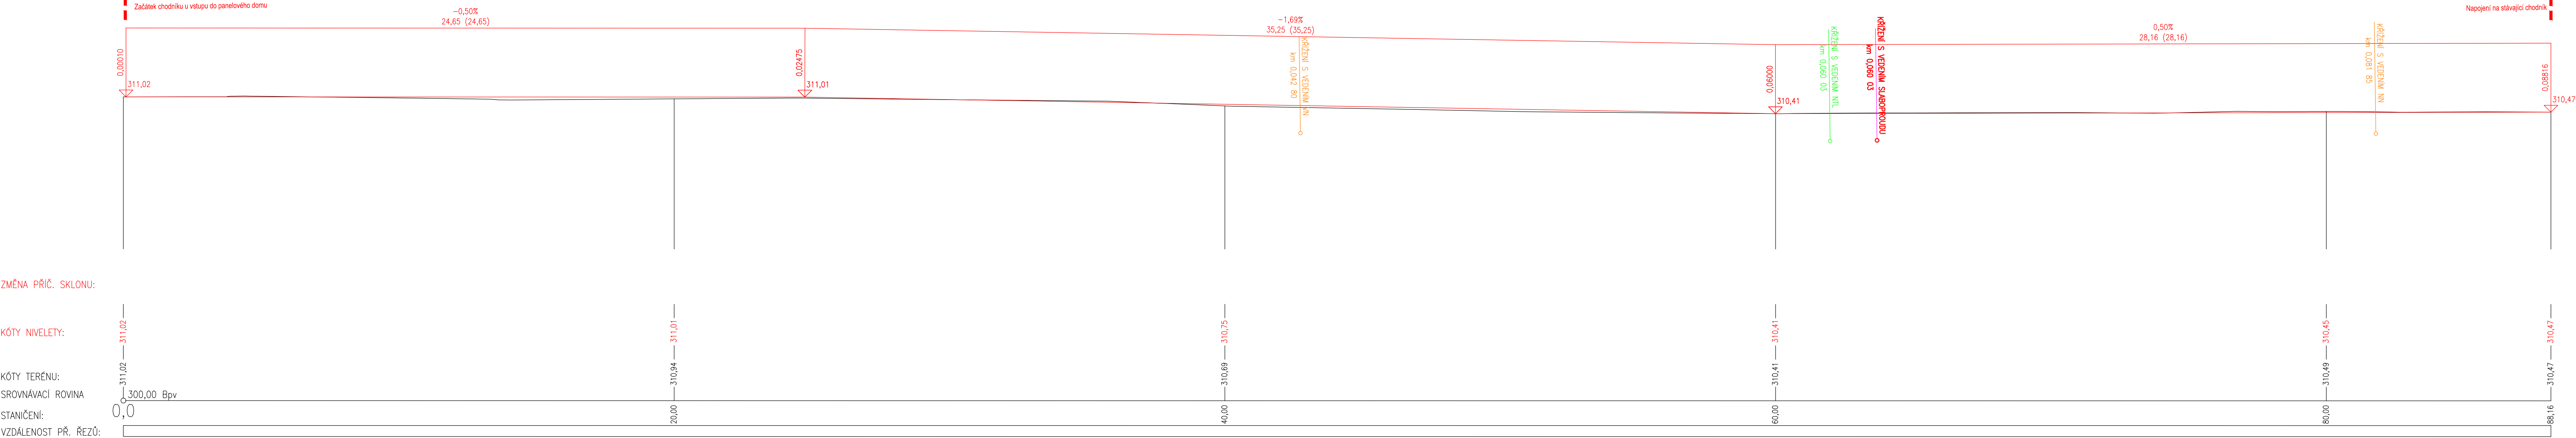 Začátek chodníku u vstupu do panelového domu
Napojení na stávající chodník
-0,50%
24,65 (24,65)
-1,69%
35,25 (35,25)
0,50%
28,16 (28,16)
0,00010
311,02
0,02475
311,01
KŘÍŽENÍ S VEDENÍM VN
km 0,042 80
0,06000
310,41
KŘÍŽENÍ S VEDENÍM NTL
km 0,060 03
KŘÍŽENÍ S VEDENÍM SLABOPROUDU
km 0,060 03
KŘÍŽENÍ S VEDENÍM NN
km 0,081 85
0,08816
310,47
ZMĚNA PŘÍČ. SKLONU:
KÓTY NIVELETY:
311,02
311,01
310,75
310,41
310,45
310,47
KÓTY TERÉNU:
311,02
310,94
310,69
310,41
310,49
310,47
SROVNÁVACÍ ROVINA
300,00 Bpv
STANIČENÍ:
0,0
20,00
40,00
60,00
80,00
88,16
VZDÁLENOST PŘ. ŘEZŮ: